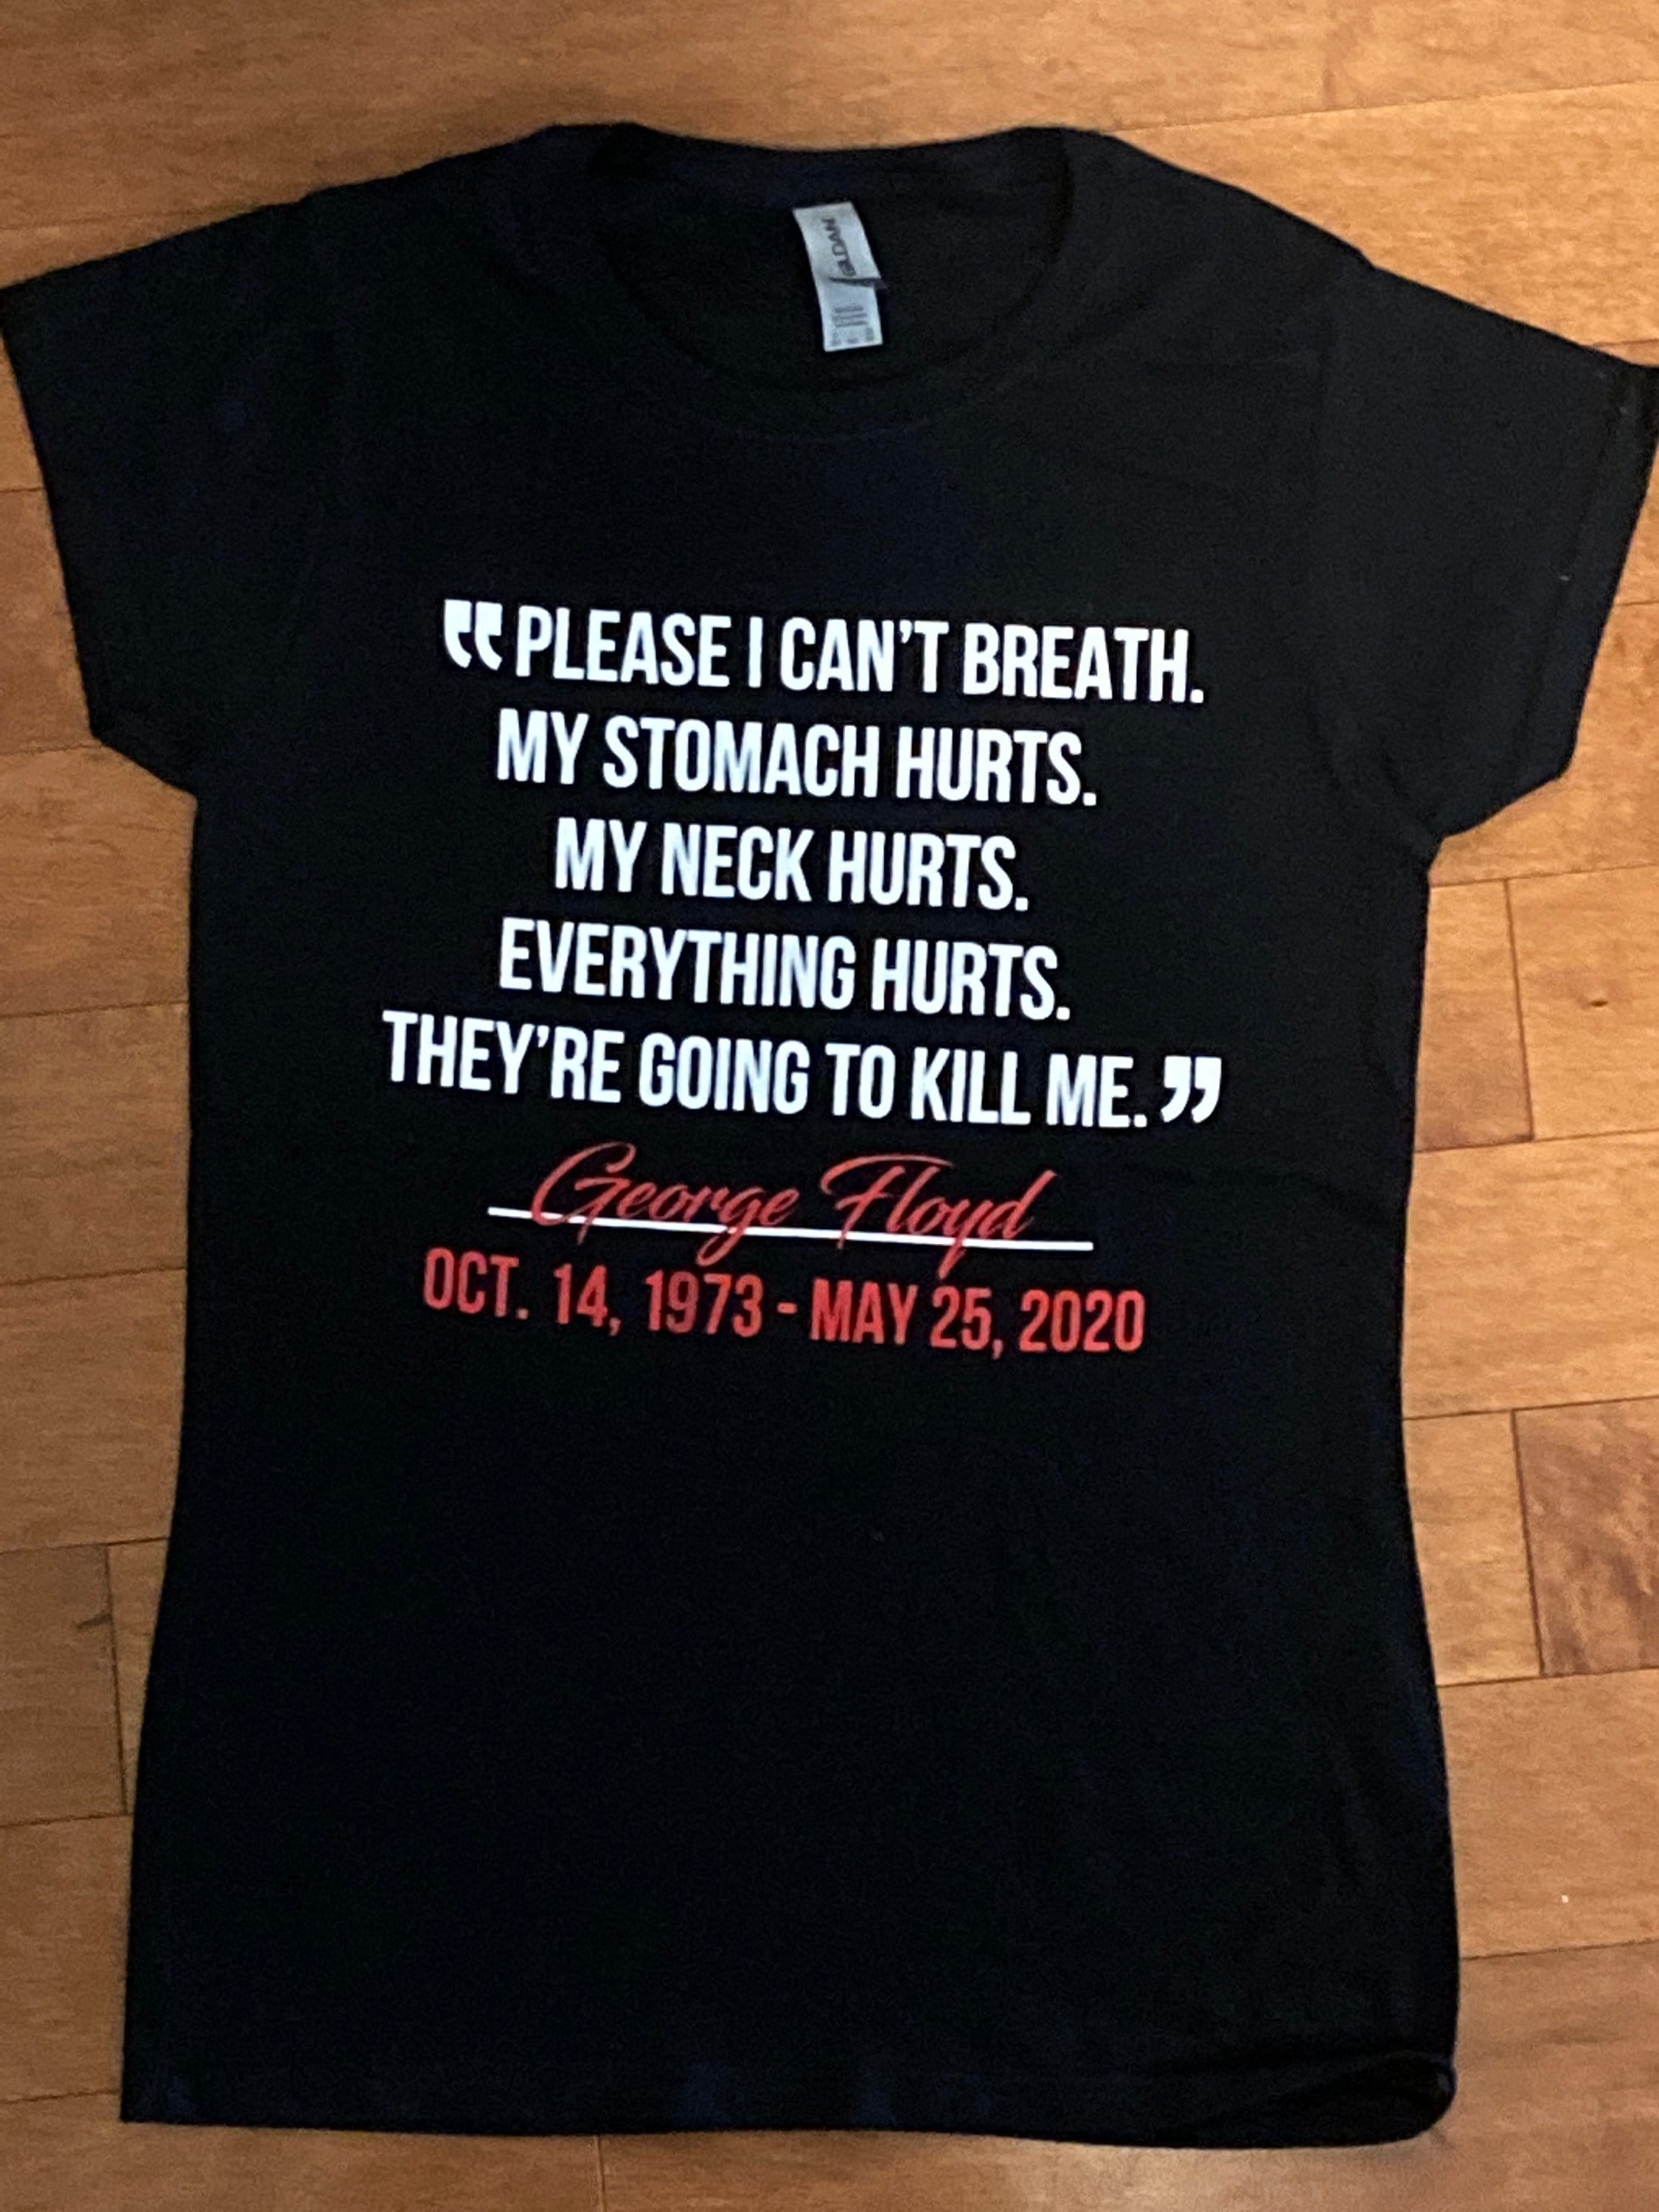 GILDAN
“PLEASE I CAN’T BREATH.
MY STOMACH HURTS.
MY NECK HURTS.
EVERYTHING HURTS.
THEY’RE GOING TO KILL ME.”
George Floyd
OCT. 14, 1973 - MAY 25, 2020